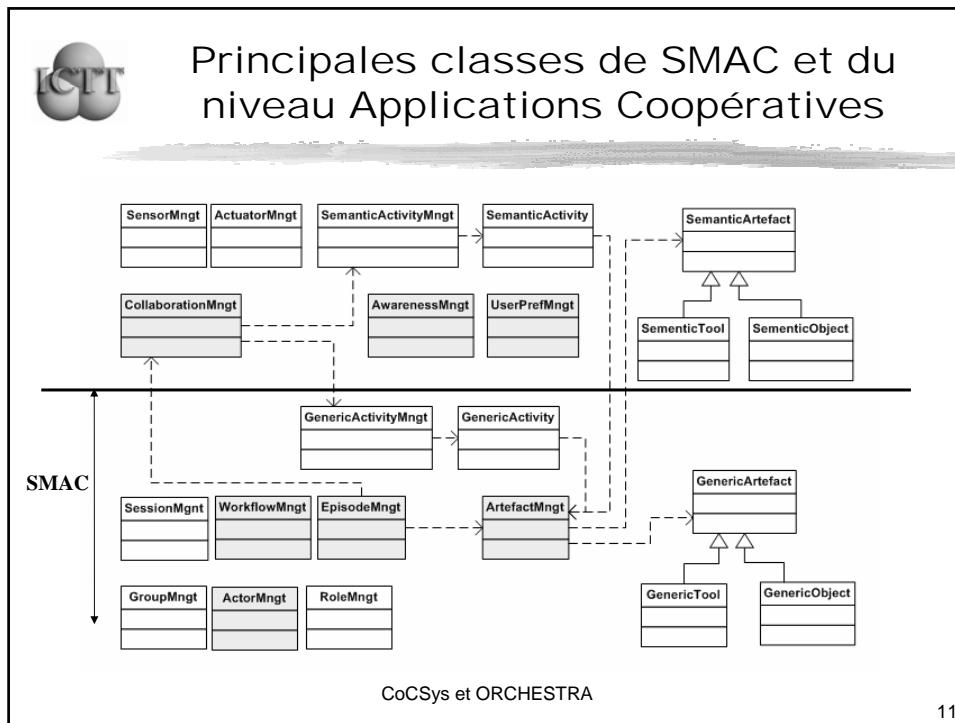 ICTT
Principales classes de SMAC et du
niveau Applications Coopératives
SensorMngt
ActuatorMngt
SemanticActivityMngt
SemanticActivity
SemanticArtefact
CollaborationMngt
AwarenessMngt
UserPrefMngt
SementicTool
SementicObject
GenericActivityMngt
GenericActivity
SMAC
GenericArtefact
SessionMgnt
WorkflowMngt
EpisodeMngt
ArtefactMngt
GroupMngt
ActorMngt
RoleMngt
GenericTool
GenericObject
CoCSys et ORCHESTRA
11